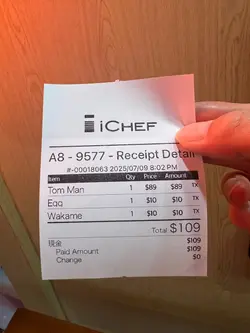 iCHEF
A8 - 9577 - Receipt Detail
#-00018063 2025/07/09 8:02 PM
Item Qty Price Amount
Tom Man 1 $89 $89 TX
Egg 1 $10 $10 TX
Wakame 1 $10 $10 TX
Total $109
現金 $109
Paid Amount $109
Change $0